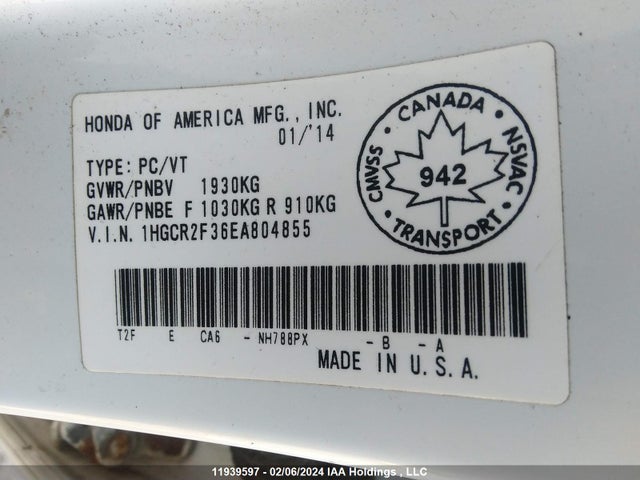 HONDA OF AMERICA MFG., INC.
01/'14
TYPE: PC/VT
GVWR/PNBV 1930KG
GAWR/PNBE F 1030KG R 910KG
V.I.N. 1HGCR2F36EA804855
CANADA
CMVSS
942
NSVAC
TRANSPORT
T2F E CA6 - NH788PX - B - A
MADE IN U.S.A.
11939597 - 02/06/2024 IAA Holdings , LLC